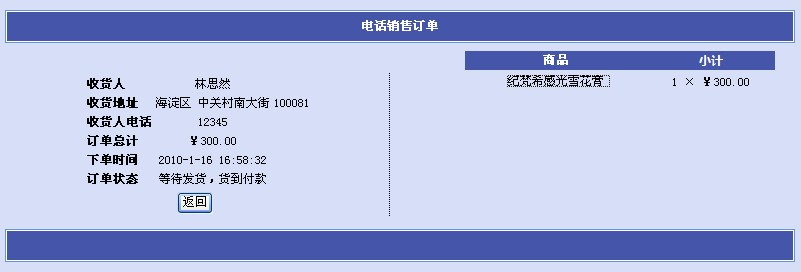 电话销售订单
收货人 林思然
收货地址 海淀区 中关村南大街 100081
收货人电话 12345
订单总计 ¥300.00
下单时间 2010-1-16 16:58:32
订单状态 等待发货，货到付款
返回
商品 小计
纪梵希感光雪花膏 1 × ¥300.00